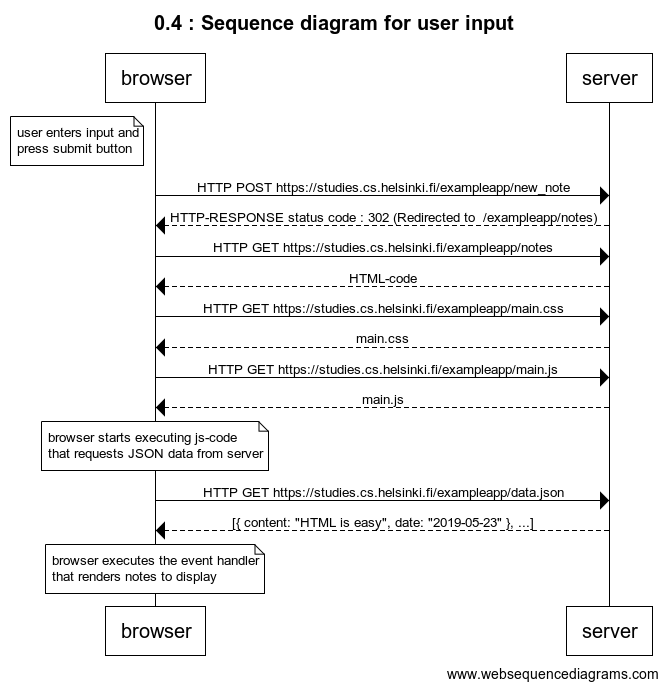 0.4 : Sequence diagram for user input
browser
server
user enters input and
press submit button
HTTP POST https://studies.cs.helsinki.fi/exampleapp/new_note
HTTP-RESPONSE status code : 302 (Redirected to  /exampleapp/notes)
HTTP GET https://studies.cs.helsinki.fi/exampleapp/notes
HTML-code
HTTP GET https://studies.cs.helsinki.fi/exampleapp/main.css
main.css
HTTP GET https://studies.cs.helsinki.fi/exampleapp/main.js
main.js
browser starts executing js-code
that requests JSON data from server
HTTP GET https://studies.cs.helsinki.fi/exampleapp/data.json
[{ content: "HTML is easy", date: "2019-05-23" }, ...]
browser executes the event handler
that renders notes to display
browser
server
www.websequencediagrams.com